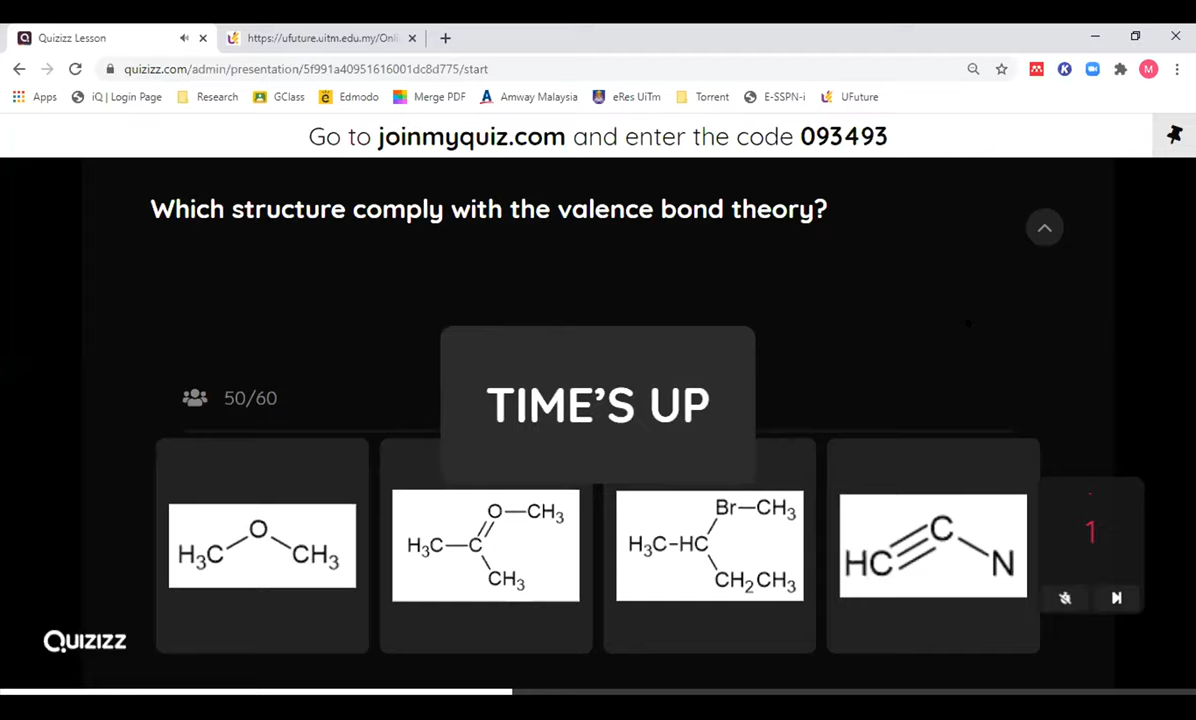 Quizizz Lesson
https://ufuture.uitm.edu.my/Onli
quizizz.com/admin/presentation/5f991a40951616001dc8d775/start
M
Apps
iQ | Login Page
Research
GClass
Edmodo
Merge PDF
Amway Malaysia
eRes UiTm
Torrent
E-SSPN-i
UFuture
Go to joinmyquiz.com and enter the code 093493
Which structure comply with the valence bond theory?
50/60
TIME'S UP
H₃C O CH₃
O—CH₃
H₃C—C
CH₃
Br—CH₃
H₃C-HC
CH₂CH₃
HC C N
1
QUIZIZZ